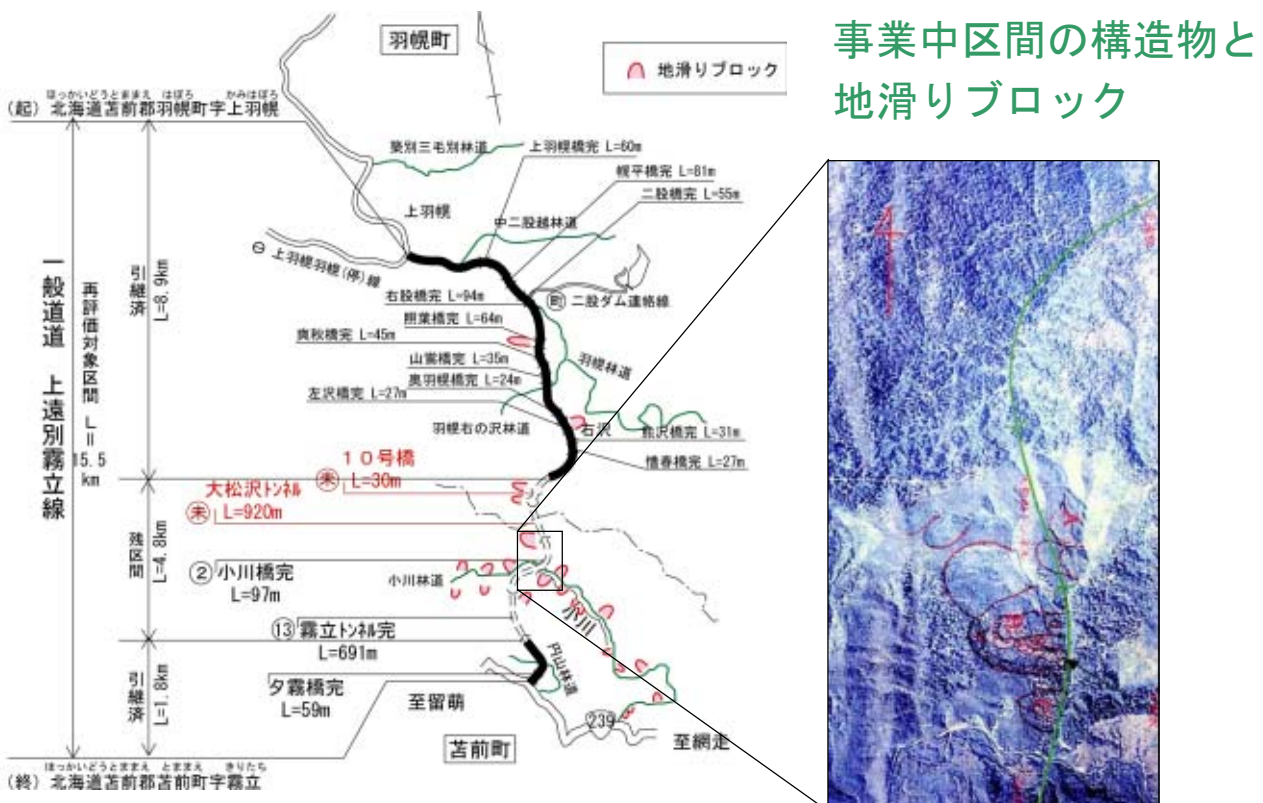 事業中区間の構造物と
地滑りブロック
羽幌町
地滑りブロック
ほっかいどうとままえ はぼろ かみはぼろ
(起) 北海道苫前郡羽幌町字上羽幌
築別三毛別林道
上羽幌橋完 L=60m
幌平橋完 L=81m
二股橋完 L=55m
上羽幌
中二股越林道
上羽幌羽幌(停)線
右股橋完 L=94m
町 二股ダム連絡線
照葉橋完 L=64m
爽秋橋完 L=45m
羽幌林道
山嵐橋完 L=35m
奥羽幌橋完 L=24m
左沢橋完 L=27m
羽幌右の沢林道
右沢
熊沢橋完 L=31m
惜春橋完 L=27m
一般道道 上遠別霧立線
再評価対象区間 L=15.5km
引継済 L=8.9km
残区間 L=4.8km
引継済 L=1.8km
10号橋
未 L=30m
大松沢トンネル
未 L=920m
②小川橋完
L=97m
小川林道
小川
⑬霧立トンネル完
L=691m
円山林道
夕霧橋完
L=59m
至留萌
239
至網走
苫前町
ほっかいどうとままえ とままえ きりたち
(終) 北海道苫前郡苫前町字霧立